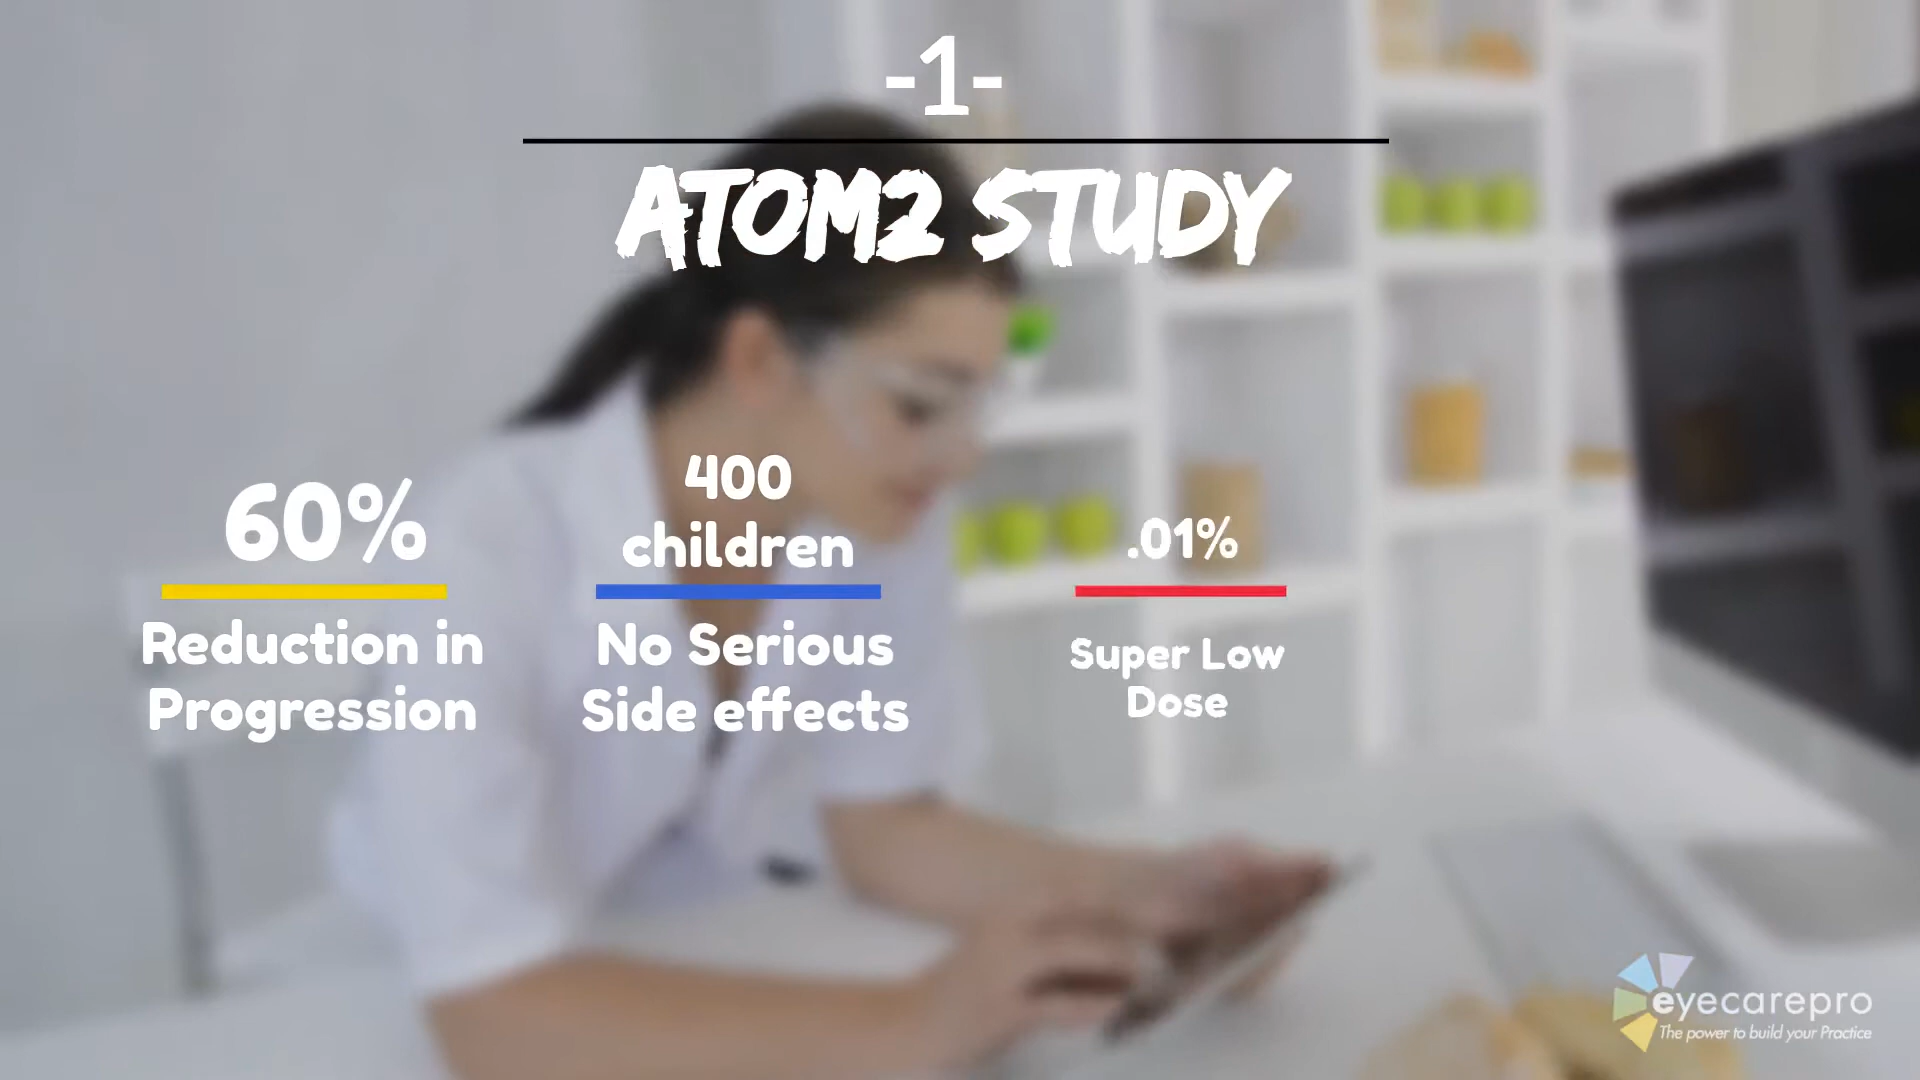 -1-
ATOM2 STUDY
60%
Reduction in
Progression
400
children
No Serious
Side effects
.01%
Super Low
Dose
eyecarepro
The power to build your Practice